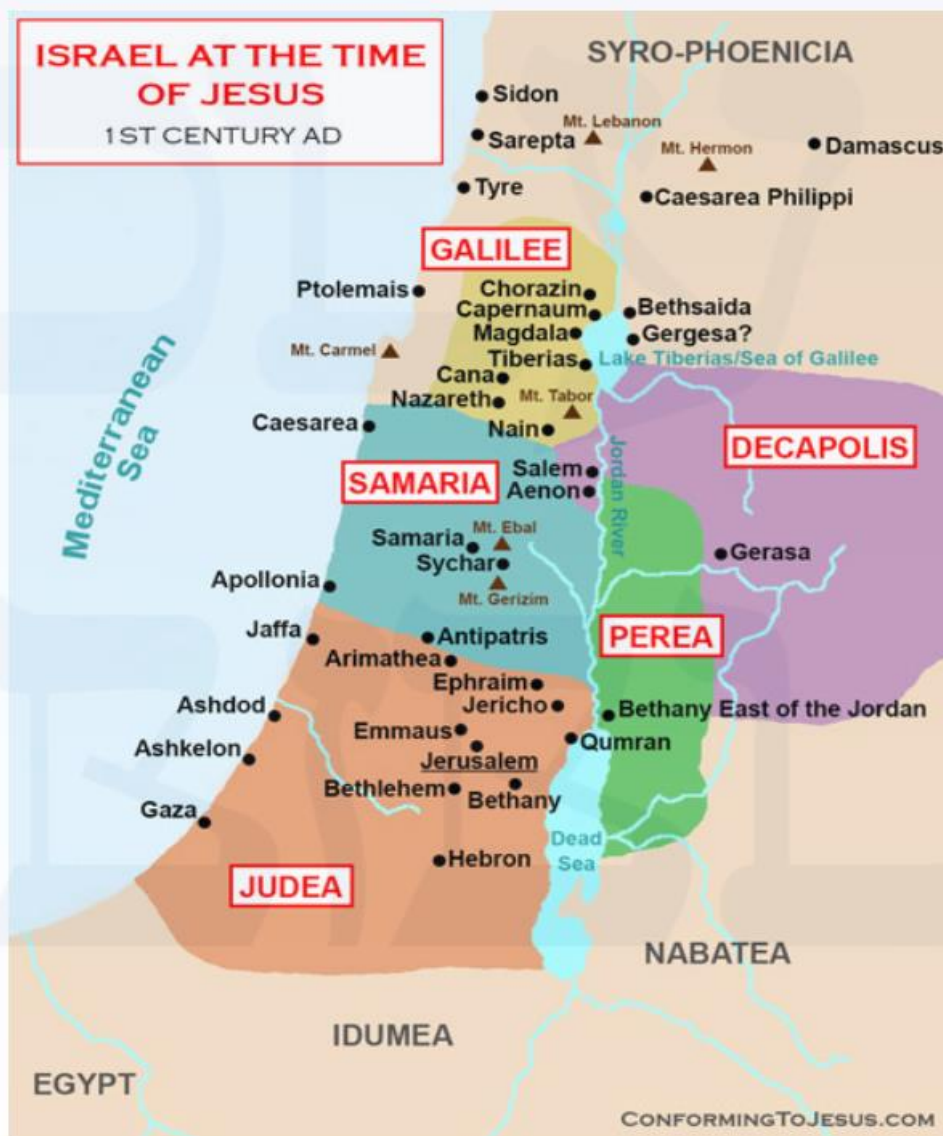 ISRAEL AT THE TIME
OF JESUS
1ST CENTURY AD
SYRO-PHOENICIA
Sidon
Mt. Lebanon
Sarepta
Mt. Hermon
Damascus
Tyre
Caesarea Philippi
GALILEE
Ptolemais
Chorazin
Capernaum
Bethsaida
Magdala
Gergesa?
Mt. Carmel
Tiberias
Lake Tiberias/Sea of Galilee
Cana
Nazareth
Mt. Tabor
Caesarea
Nain
Mediterranean
Sea
Jordan River
DECAPOLIS
SAMARIA
Salem
Aenon
Mt. Ebal
Samaria
Sychar
Gerasa
Mt. Gerizim
Apollonia
Jaffa
Antipatris
PEREA
Arimathea
Ephraim
Jericho
Ashdod
Bethany East of the Jordan
Emmaus
Qumran
Ashkelon
Jerusalem
Bethlehem
Bethany
Gaza
Dead
Sea
Hebron
JUDEA
NABATEA
IDUMEA
EGYPT
CONFORMINGTOJESUS.COM